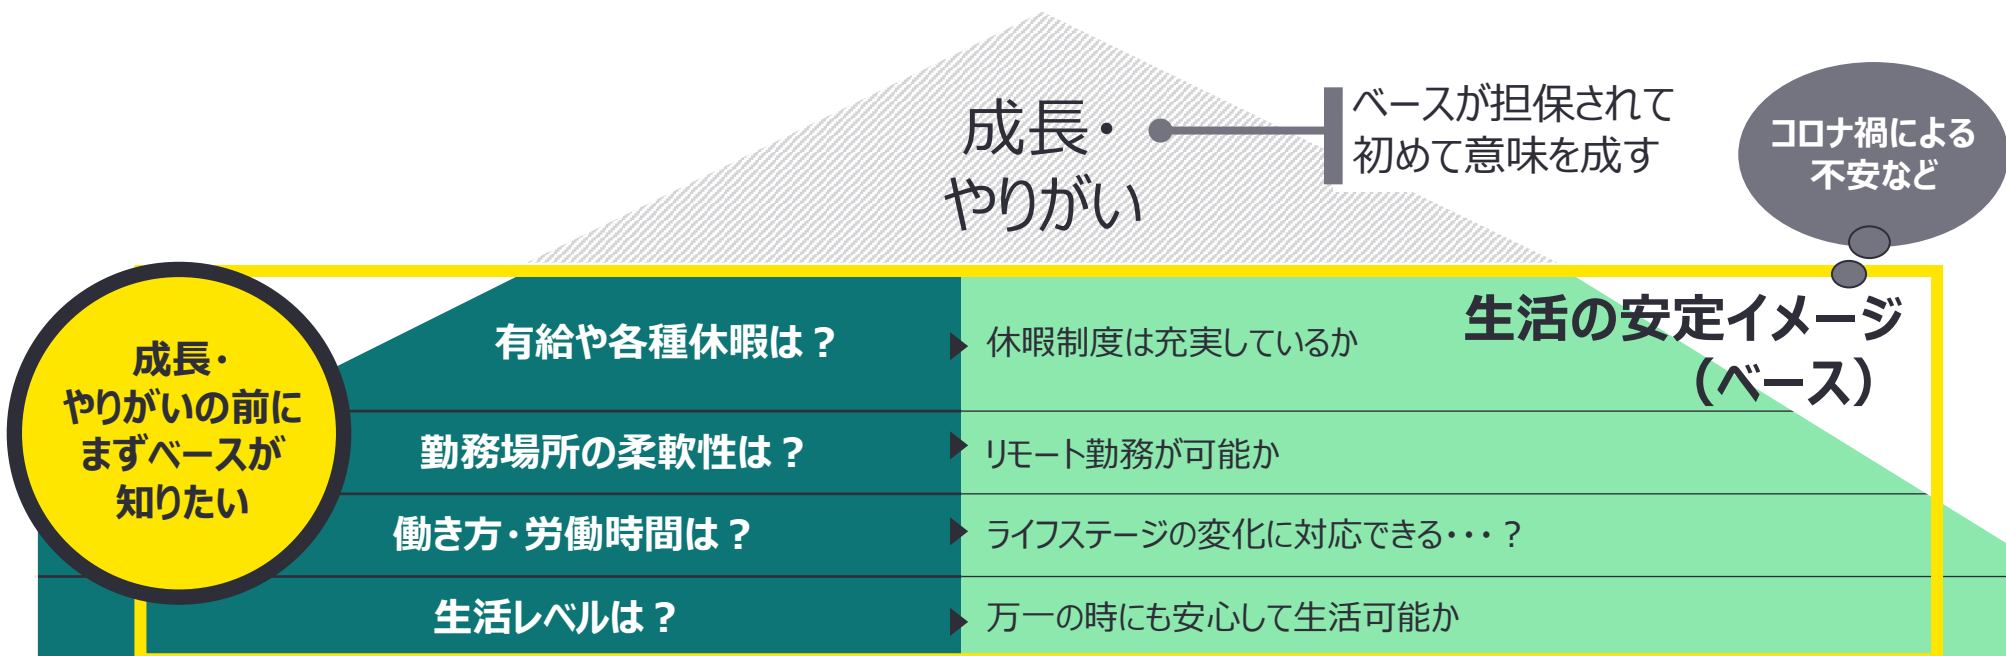 成長・
やりがい
ベースが担保されて
初めて意味を成す
コロナ禍による
不安など
生活の安定イメージ
（ベース）
成長・
やりがいの前に
まずベースが
知りたい
有給や各種休暇は？
休暇制度は充実しているか
勤務場所の柔軟性は？
リモート勤務が可能か
働き方・労働時間は？
ライフステージの変化に対応できる・・・？
生活レベルは？
万一の時にも安心して生活可能か